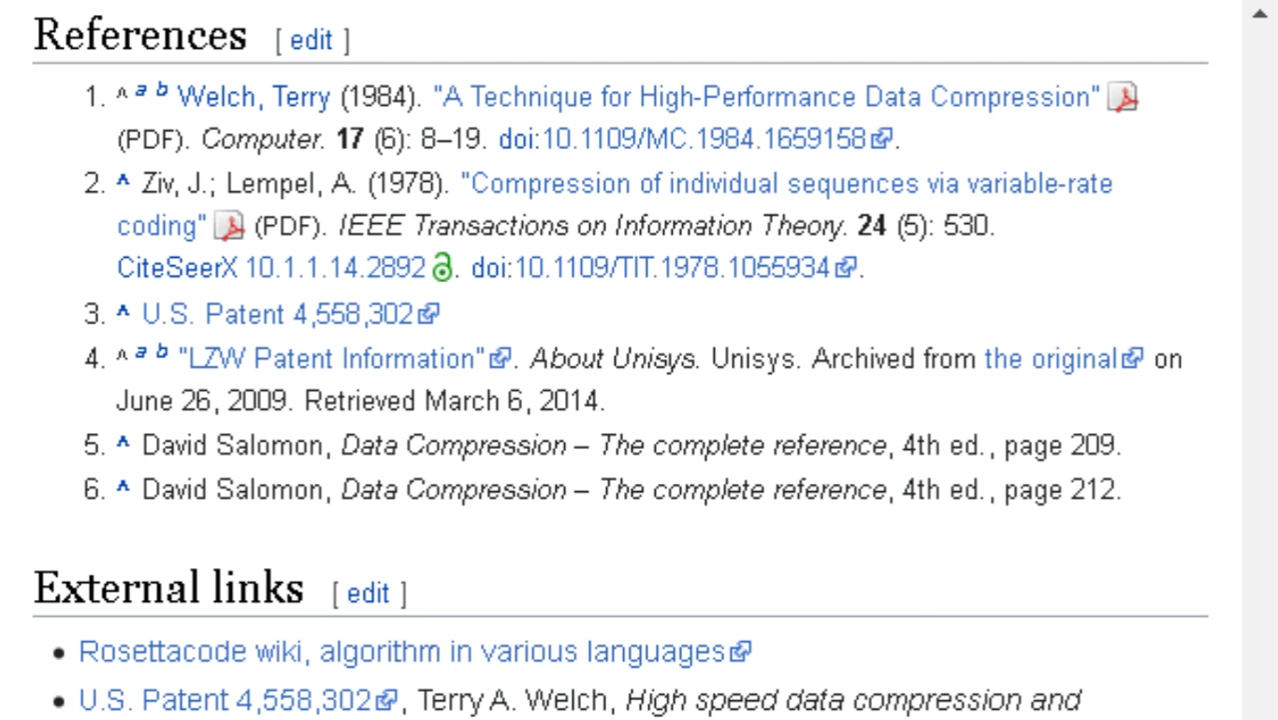 References [ edit ]
1. ^ a b Welch, Terry (1984). "A Technique for High-Performance Data Compression"
(PDF). Computer. 17 (6): 8–19. doi:10.1109/MC.1984.1659158.
2. ^ Ziv, J.; Lempel, A. (1978). "Compression of individual sequences via variable-rate
coding" (PDF). IEEE Transactions on Information Theory. 24 (5): 530.
CiteSeerX 10.1.1.14.2892. doi:10.1109/TIT.1978.1055934.
3. ^ U.S. Patent 4,558,302
4. ^ a b "LZW Patent Information". About Unisys. Unisys. Archived from the original on
June 26, 2009. Retrieved March 6, 2014.
5. ^ David Salomon, Data Compression – The complete reference, 4th ed., page 209.
6. ^ David Salomon, Data Compression – The complete reference, 4th ed., page 212.
External links [ edit ]
• Rosettacode wiki, algorithm in various languages
• U.S. Patent 4,558,302, Terry A. Welch, High speed data compression and